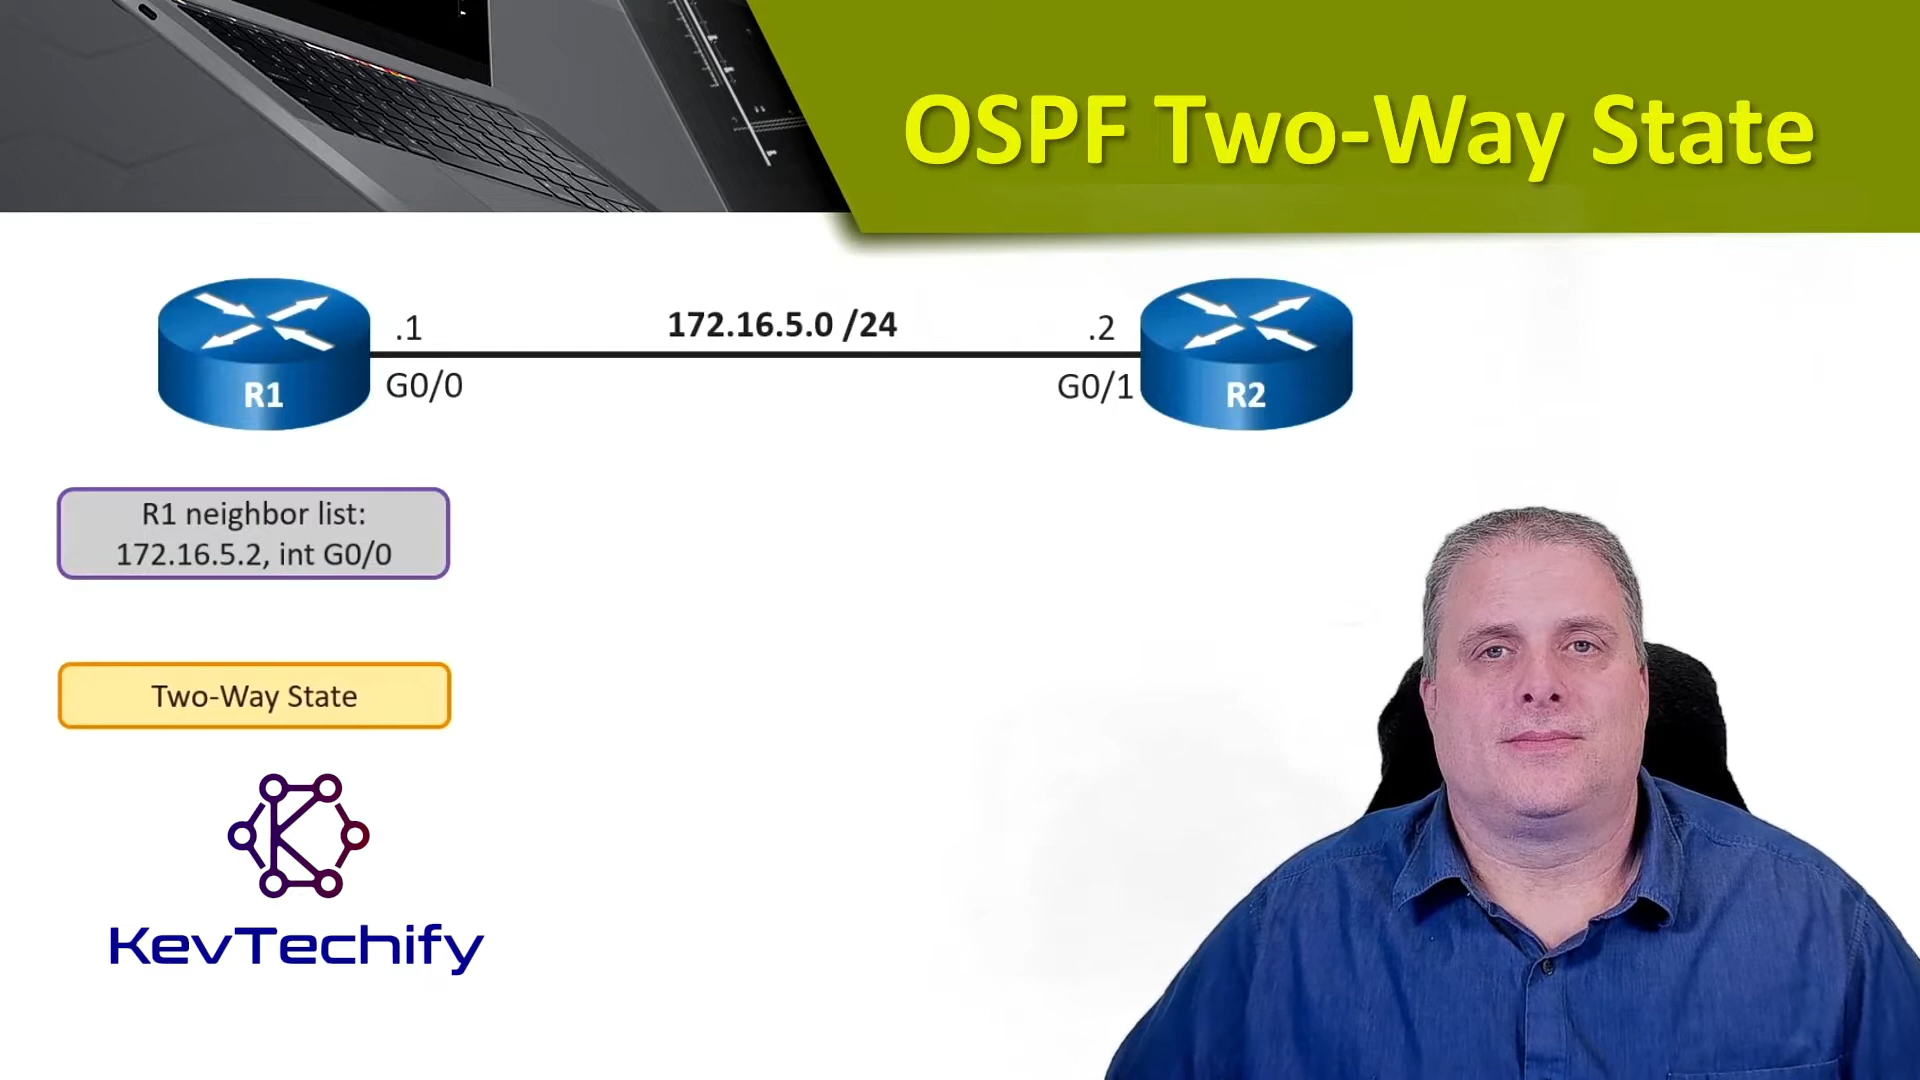 OSPF Two-Way State
.1
172.16.5.0 /24
.2
G0/0
G0/1
R1
R2
R1 neighbor list:
172.16.5.2, int G0/0
Two-Way State
KevTechify